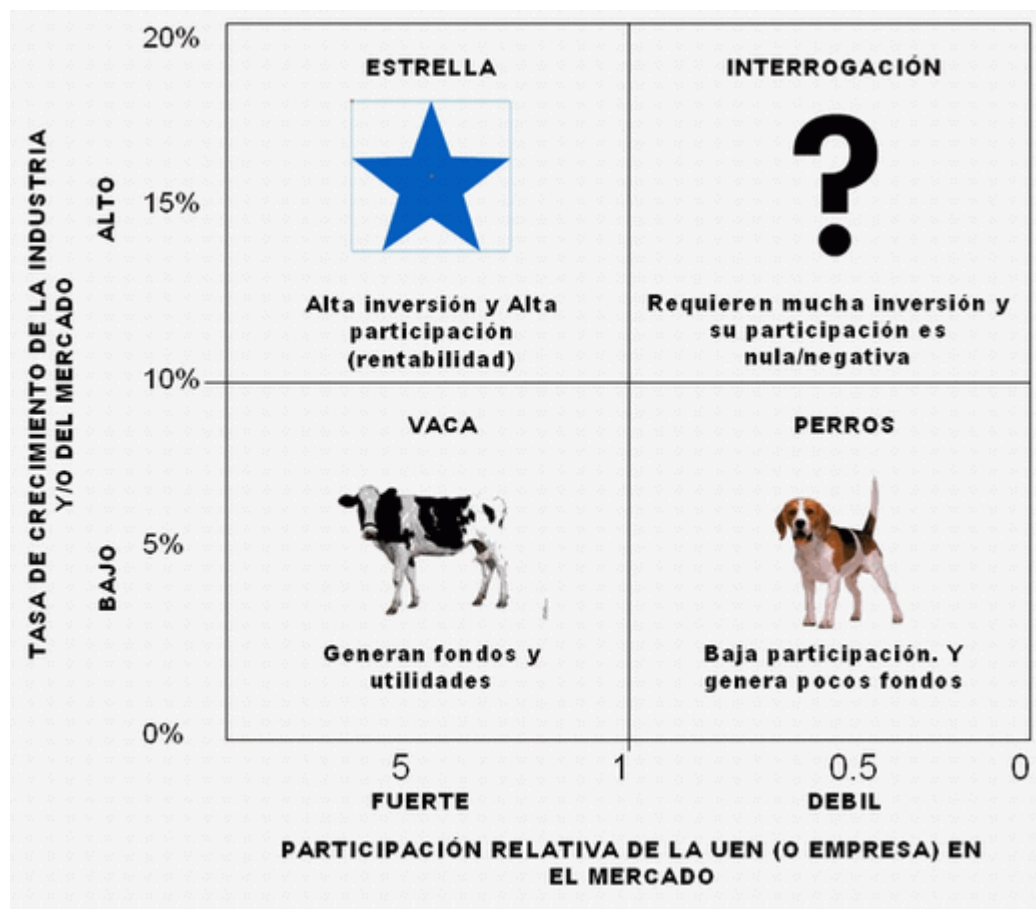 20%
ESTRELLA
INTERROGACIÓN
?
TASA DE CRECIMIENTO DE LA INDUSTRIA
Y/O DEL MERCADO
ALTO
15%
Alta inversión y Alta
participación
(rentabilidad)
Requieren mucha inversión y
su participación es
nula/negativa
10%
VACA
PERROS
BAJO
5%
Generan fondos y
utilidades
Baja participación. Y
genera pocos fondos
0%
5
1
0.5
0
FUERTE
DEBIL
PARTICIPACIÓN RELATIVA DE LA UEN (O EMPRESA) EN
EL MERCADO